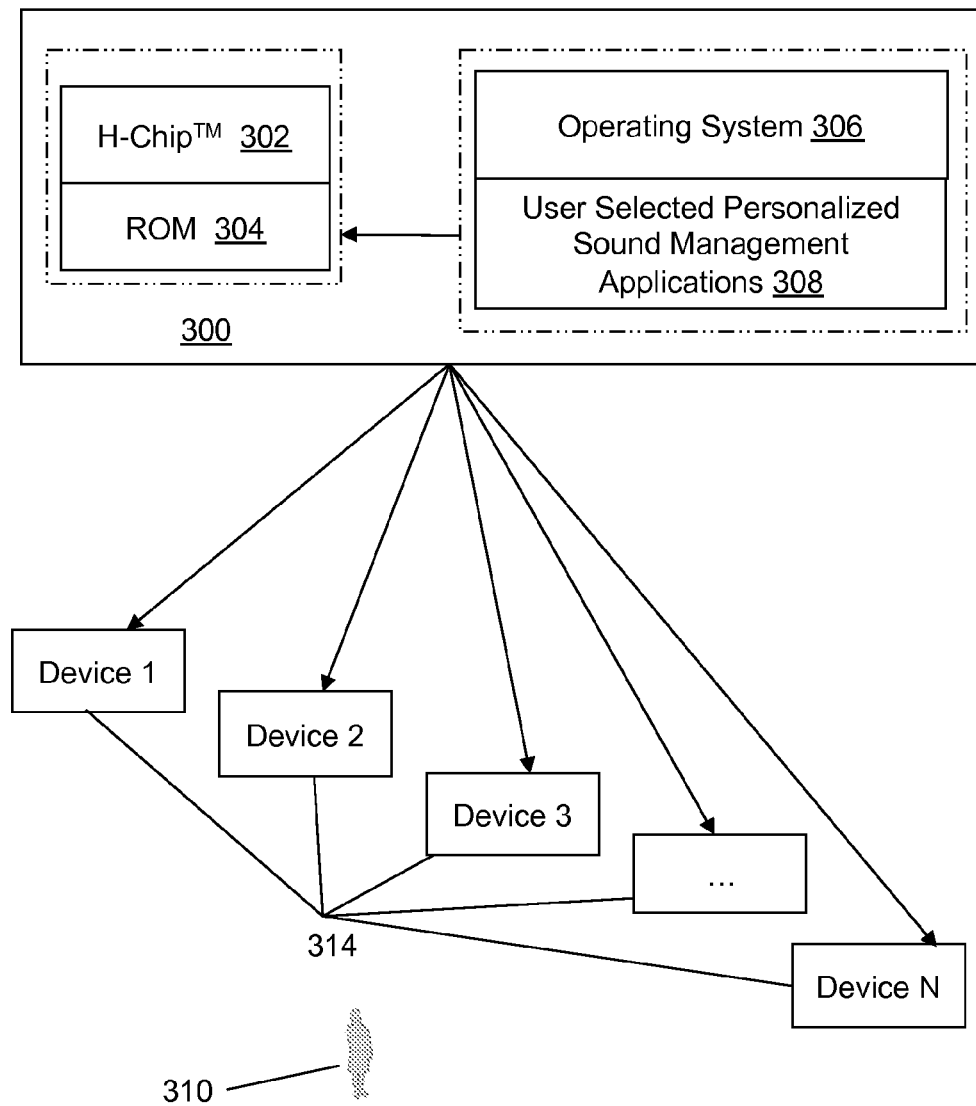 H-Chip™ 302
ROM 304
Operating System 306
User Selected Personalized
Sound Management
Applications 308
300
Device 1
Device 2
Device 3
...
Device N
314
310